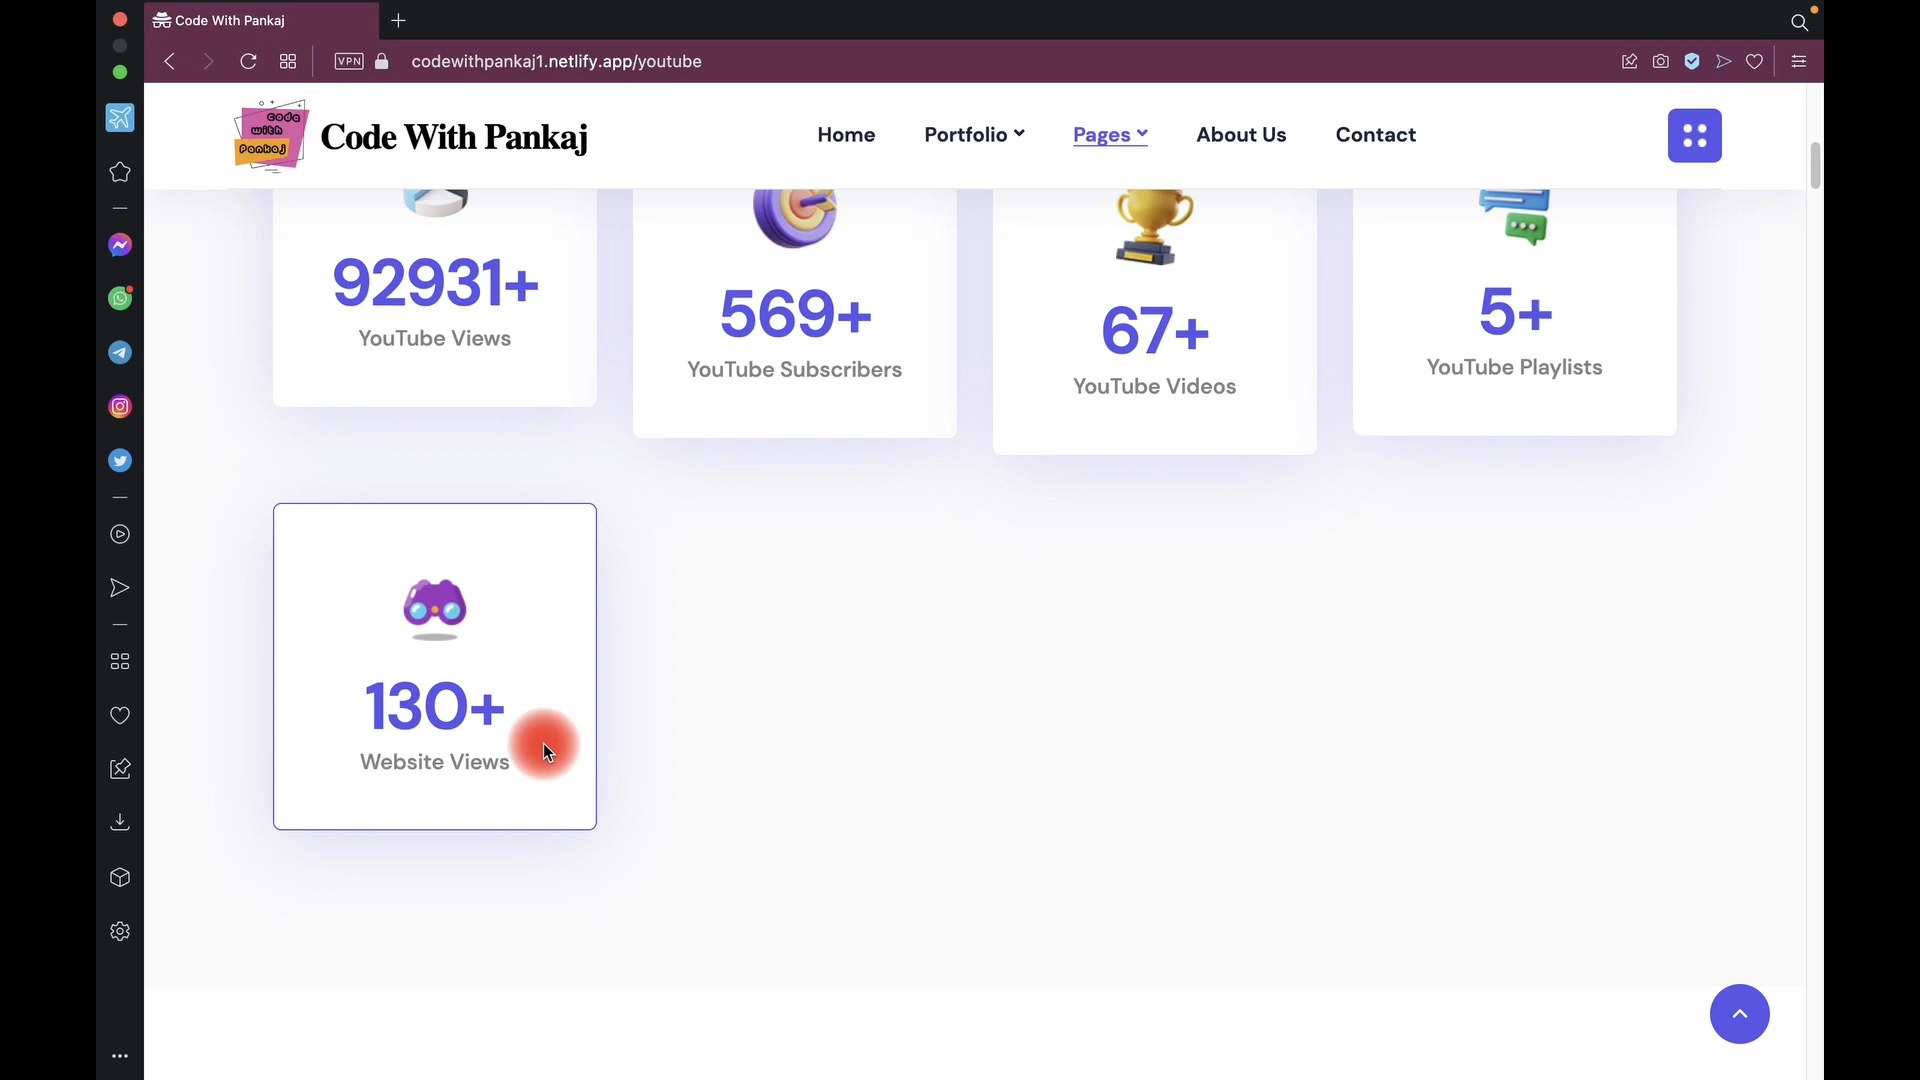 Code With Pankaj
VPN
codewithpankaj1.netlify.app/youtube
code
with
Pankaj
Code With Pankaj
Home
Portfolio
Pages
About Us
Contact
92931+
YouTube Views
569+
YouTube Subscribers
67+
YouTube Videos
5+
YouTube Playlists
130+
Website Views